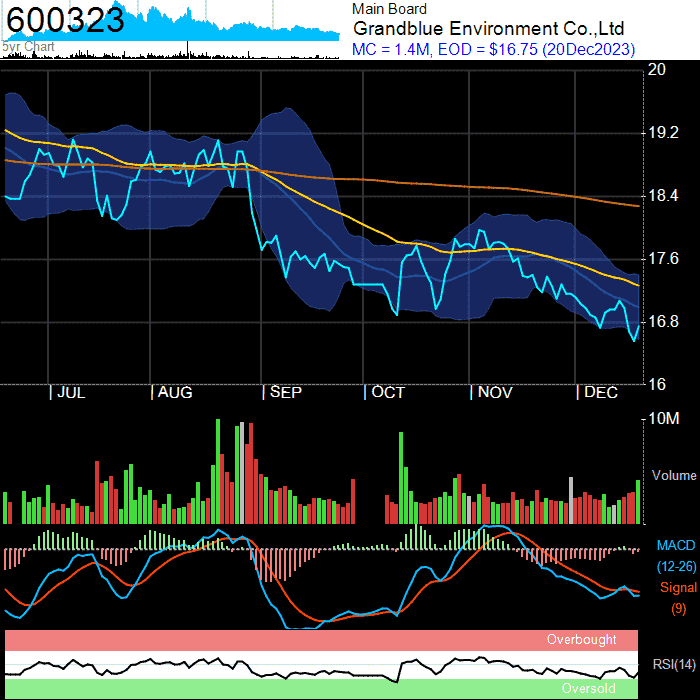 600323
5yr Chart
Main Board
Grandblue Environment Co.,Ltd
MC = 1.4M, EOD = $16.75 (20Dec2023)
20
19.2
18.4
17.6
16.8
16
| JUL | AUG | SEP | OCT | NOV | DEC
10M
Volume
MACD
(12-26)
Signal
(9)
Overbought
RSI(14)
Oversold